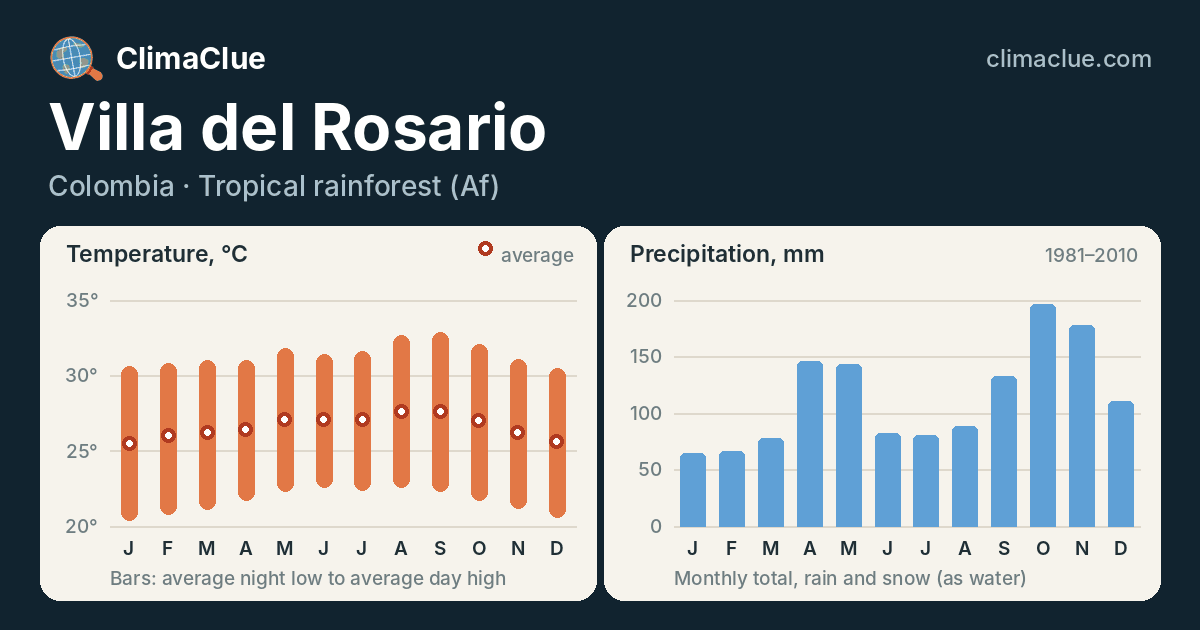 ClimaClue
climaclue.com
Villa del Rosario
Colombia · Tropical rainforest (Af)
Temperature, °C
average
35°
30°
25°
20°
J F M A M J J A S O N D
Bars: average night low to average day high
Precipitation, mm
1981–2010
200
150
100
50
0
J F M A M J J A S O N D
Monthly total, rain and snow (as water)